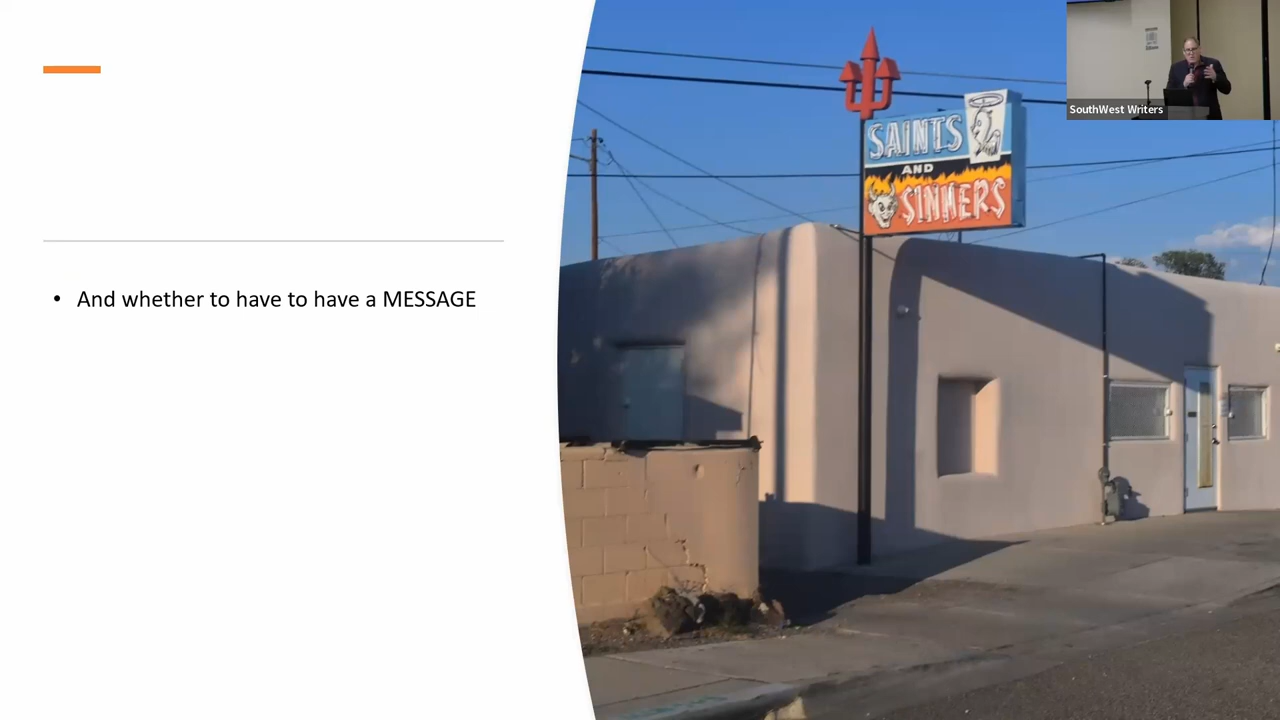 And whether to have to have a MESSAGE
SAINTS
AND
SINNERS
SouthWest Writers